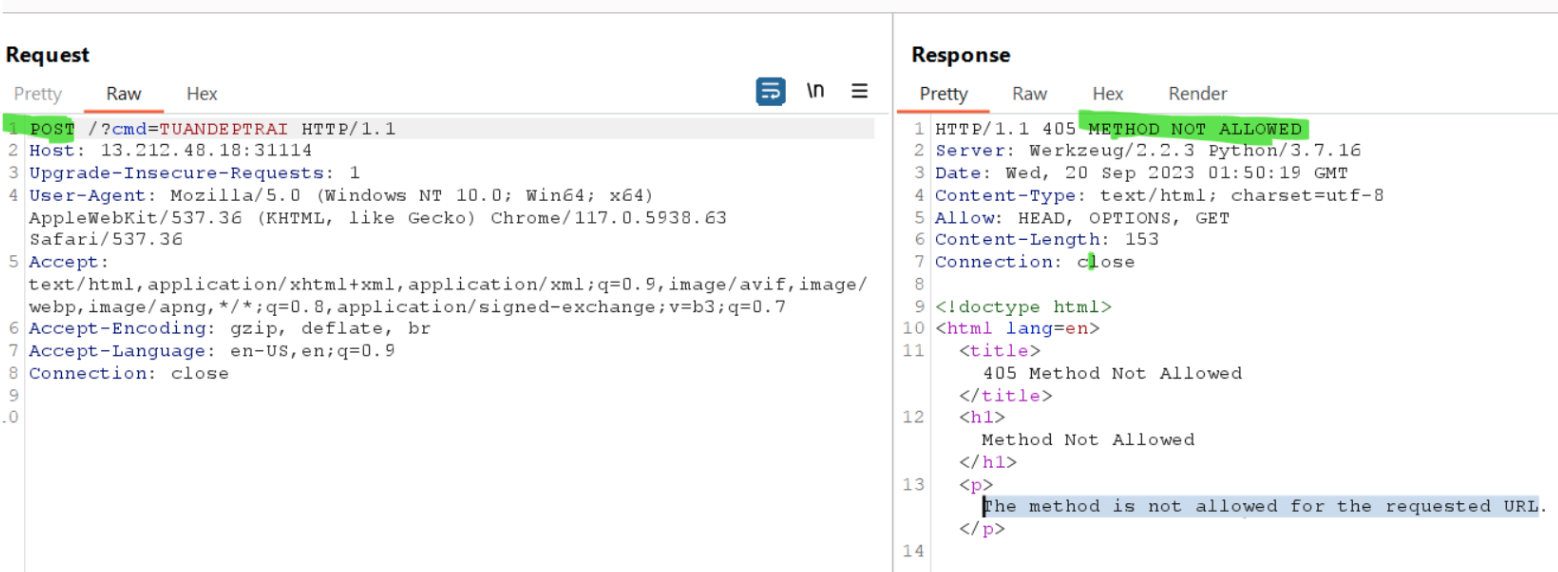 Request
Pretty Raw Hex \n
1 POST /?cmd=TUANDEPTRAI HTTP/1.1
2 Host: 13.212.48.18:31114
3 Upgrade-Insecure-Requests: 1
4 User-Agent: Mozilla/5.0 (Windows NT 10.0; Win64; x64)
AppleWebKit/537.36 (KHTML, like Gecko) Chrome/117.0.5938.63
Safari/537.36
5 Accept:
text/html,application/xhtml+xml,application/xml;q=0.9,image/avif,image/
webp,image/apng,*/*;q=0.8,application/signed-exchange;v=b3;q=0.7
6 Accept-Encoding: gzip, deflate, br
7 Accept-Language: en-US,en;q=0.9
8 Connection: close
9
.0
Response
Pretty Raw Hex Render
1 HTTP/1.1 405 METHOD NOT ALLOWED
2 Server: Werkzeug/2.2.3 Python/3.7.16
3 Date: Wed, 20 Sep 2023 01:50:19 GMT
4 Content-Type: text/html; charset=utf-8
5 Allow: HEAD, OPTIONS, GET
6 Content-Length: 153
7 Connection: close
8
9 <!doctype html>
10 <html lang=en>
11 <title>
405 Method Not Allowed
</title>
12 <h1>
Method Not Allowed
</h1>
13 <p>
The method is not allowed for the requested URL.
</p>
14